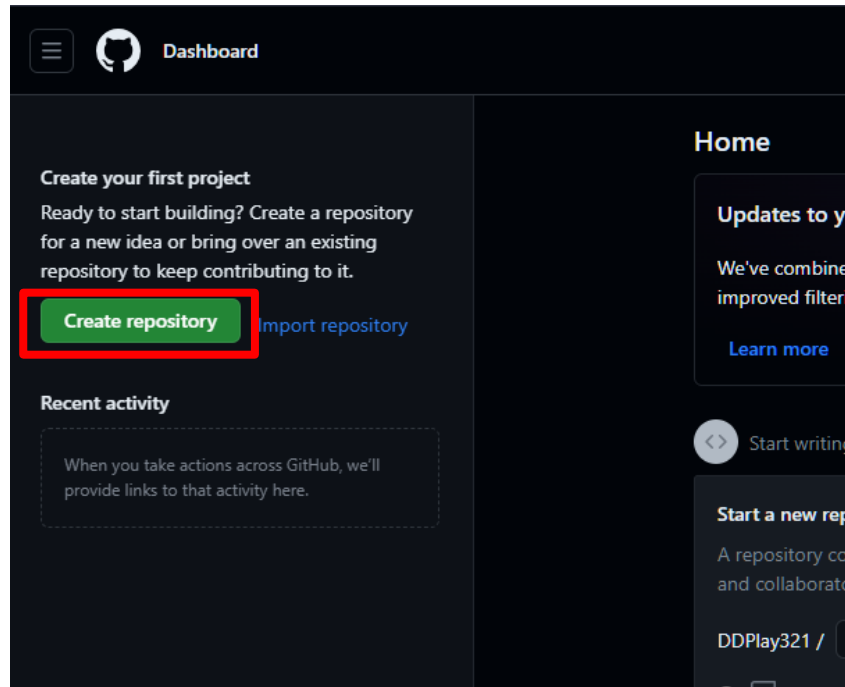 Dashboard
Create your first project
Ready to start building? Create a repository
for a new idea or bring over an existing
repository to keep contributing to it.
Create repository
Import repository
Recent activity
When you take actions across GitHub, we'll
provide links to that activity here.
Home
Updates to y
We've combine
improved filter
Learn more
Start writing
Start a new rep
A repository co
and collaborato
DDPlay321 /